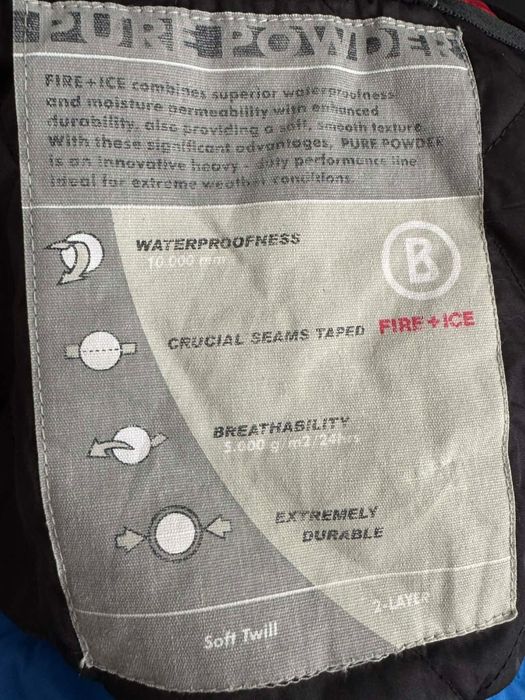 PURE POWDER
FIRE+ICE combines superior waterproofness
and moisture permeability with enhanced
durability, also providing a soft, smooth texture.
With these significant advantages, PURE POWDER
is an innovative heavy - duty performance line
ideal for extreme weather conditions.
WATERPROOFNESS
10.000 mm
B
FIRE+ICE
CRUCIAL SEAMS TAPED
BREATHABILITY
5.000 g/m2/24hrs
EXTREMELY
DURABLE
2-LAYER
Soft Twill